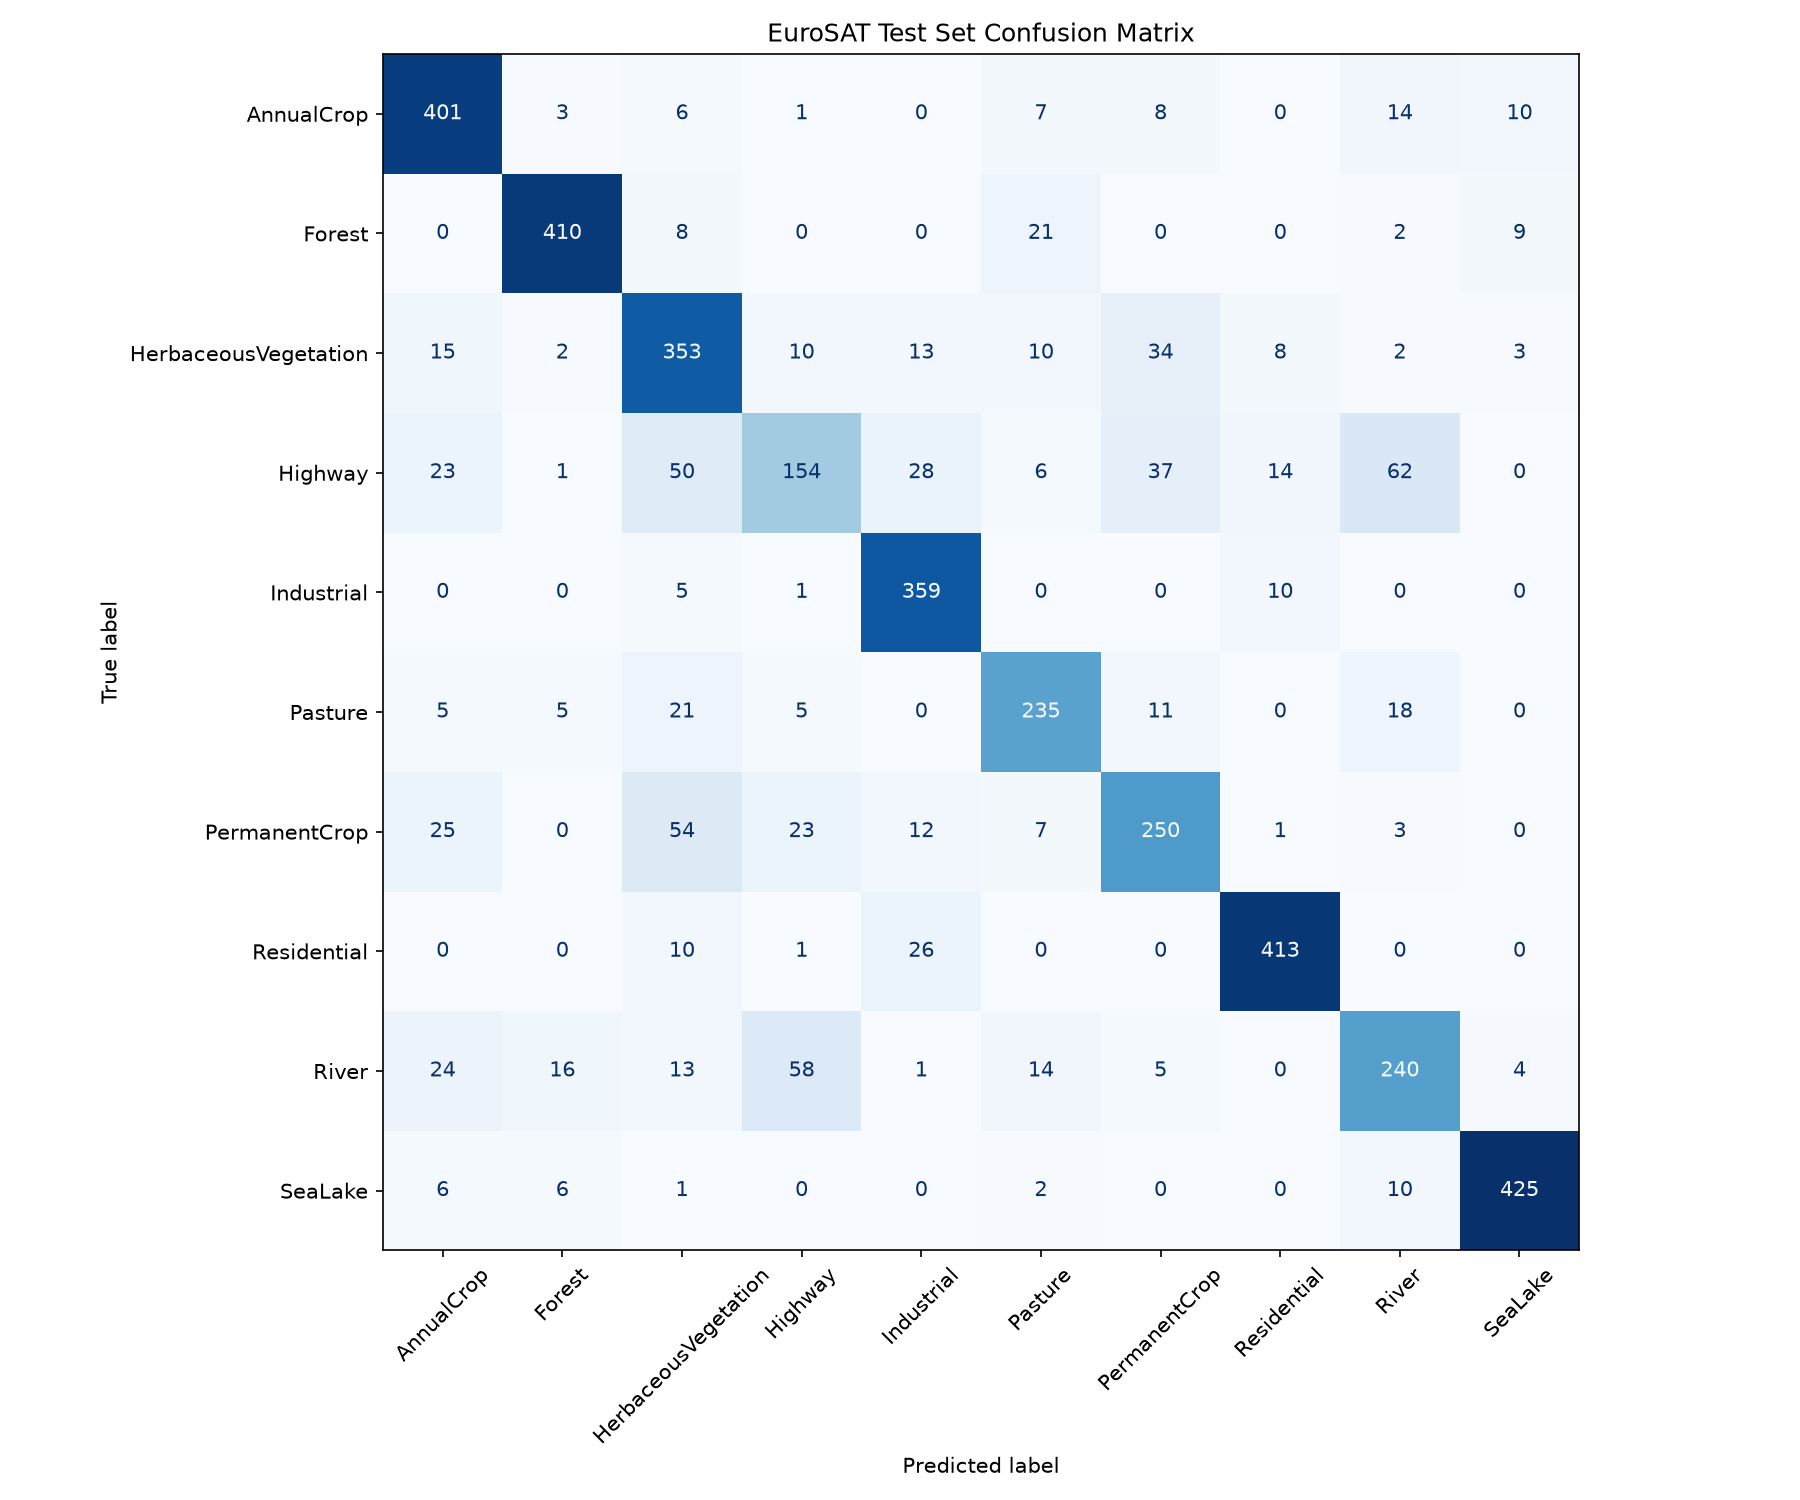 EuroSAT Test Set Confusion Matrix
True label
AnnualCrop 401 3 6 1 0 7 8 0 14 10
Forest 0 410 8 0 0 21 0 0 2 9
HerbaceousVegetation 15 2 353 10 13 10 34 8 2 3
Highway 23 1 50 154 28 6 37 14 62 0
Industrial 0 0 5 1 359 0 0 10 0 0
Pasture 5 5 21 5 0 235 11 0 18 0
PermanentCrop 25 0 54 23 12 7 250 1 3 0
Residential 0 0 10 1 26 0 0 413 0 0
River 24 16 13 58 1 14 5 0 240 4
SeaLake 6 6 1 0 0 2 0 0 10 425
AnnualCrop Forest HerbaceousVegetation Highway Industrial Pasture PermanentCrop Residential River SeaLake
Predicted label